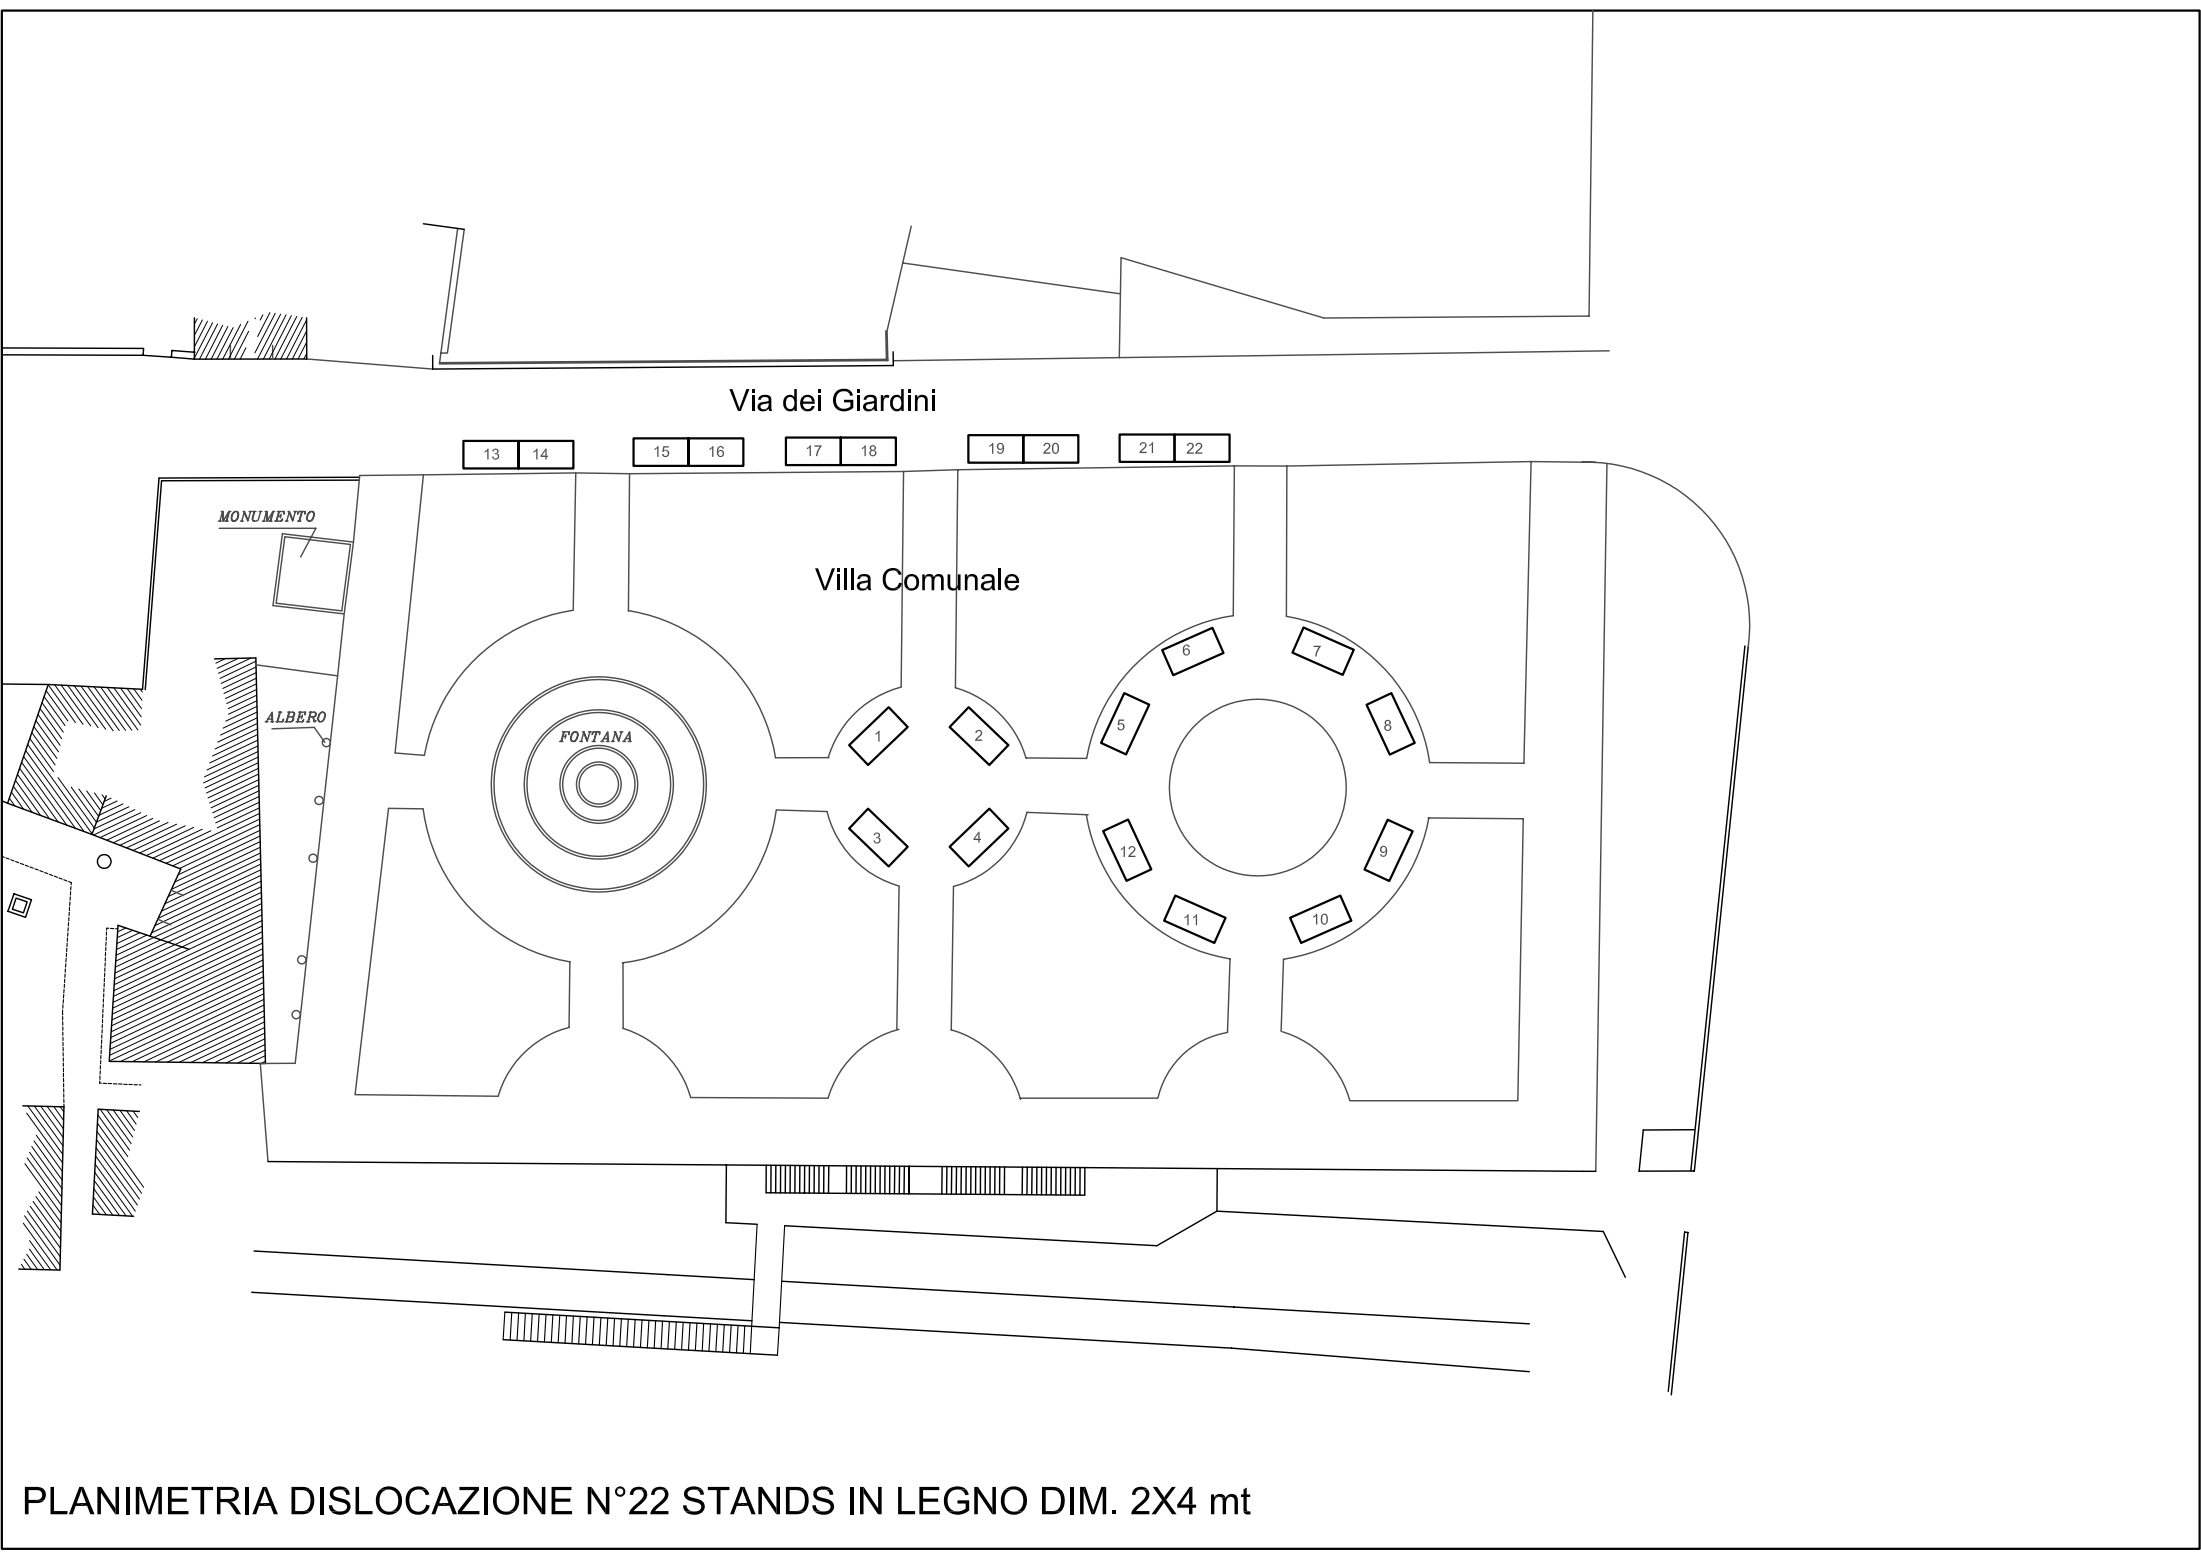 Via dei Giardini
13 14 15 16 17 18 19 20 21 22
MONUMENTO
Villa Comunale
6 7
ALBERO
FONTANA
1 2 5 8
3 4 12 9
11 10
PLANIMETRIA DISLOCAZIONE N°22 STANDS IN LEGNO DIM. 2X4 mt